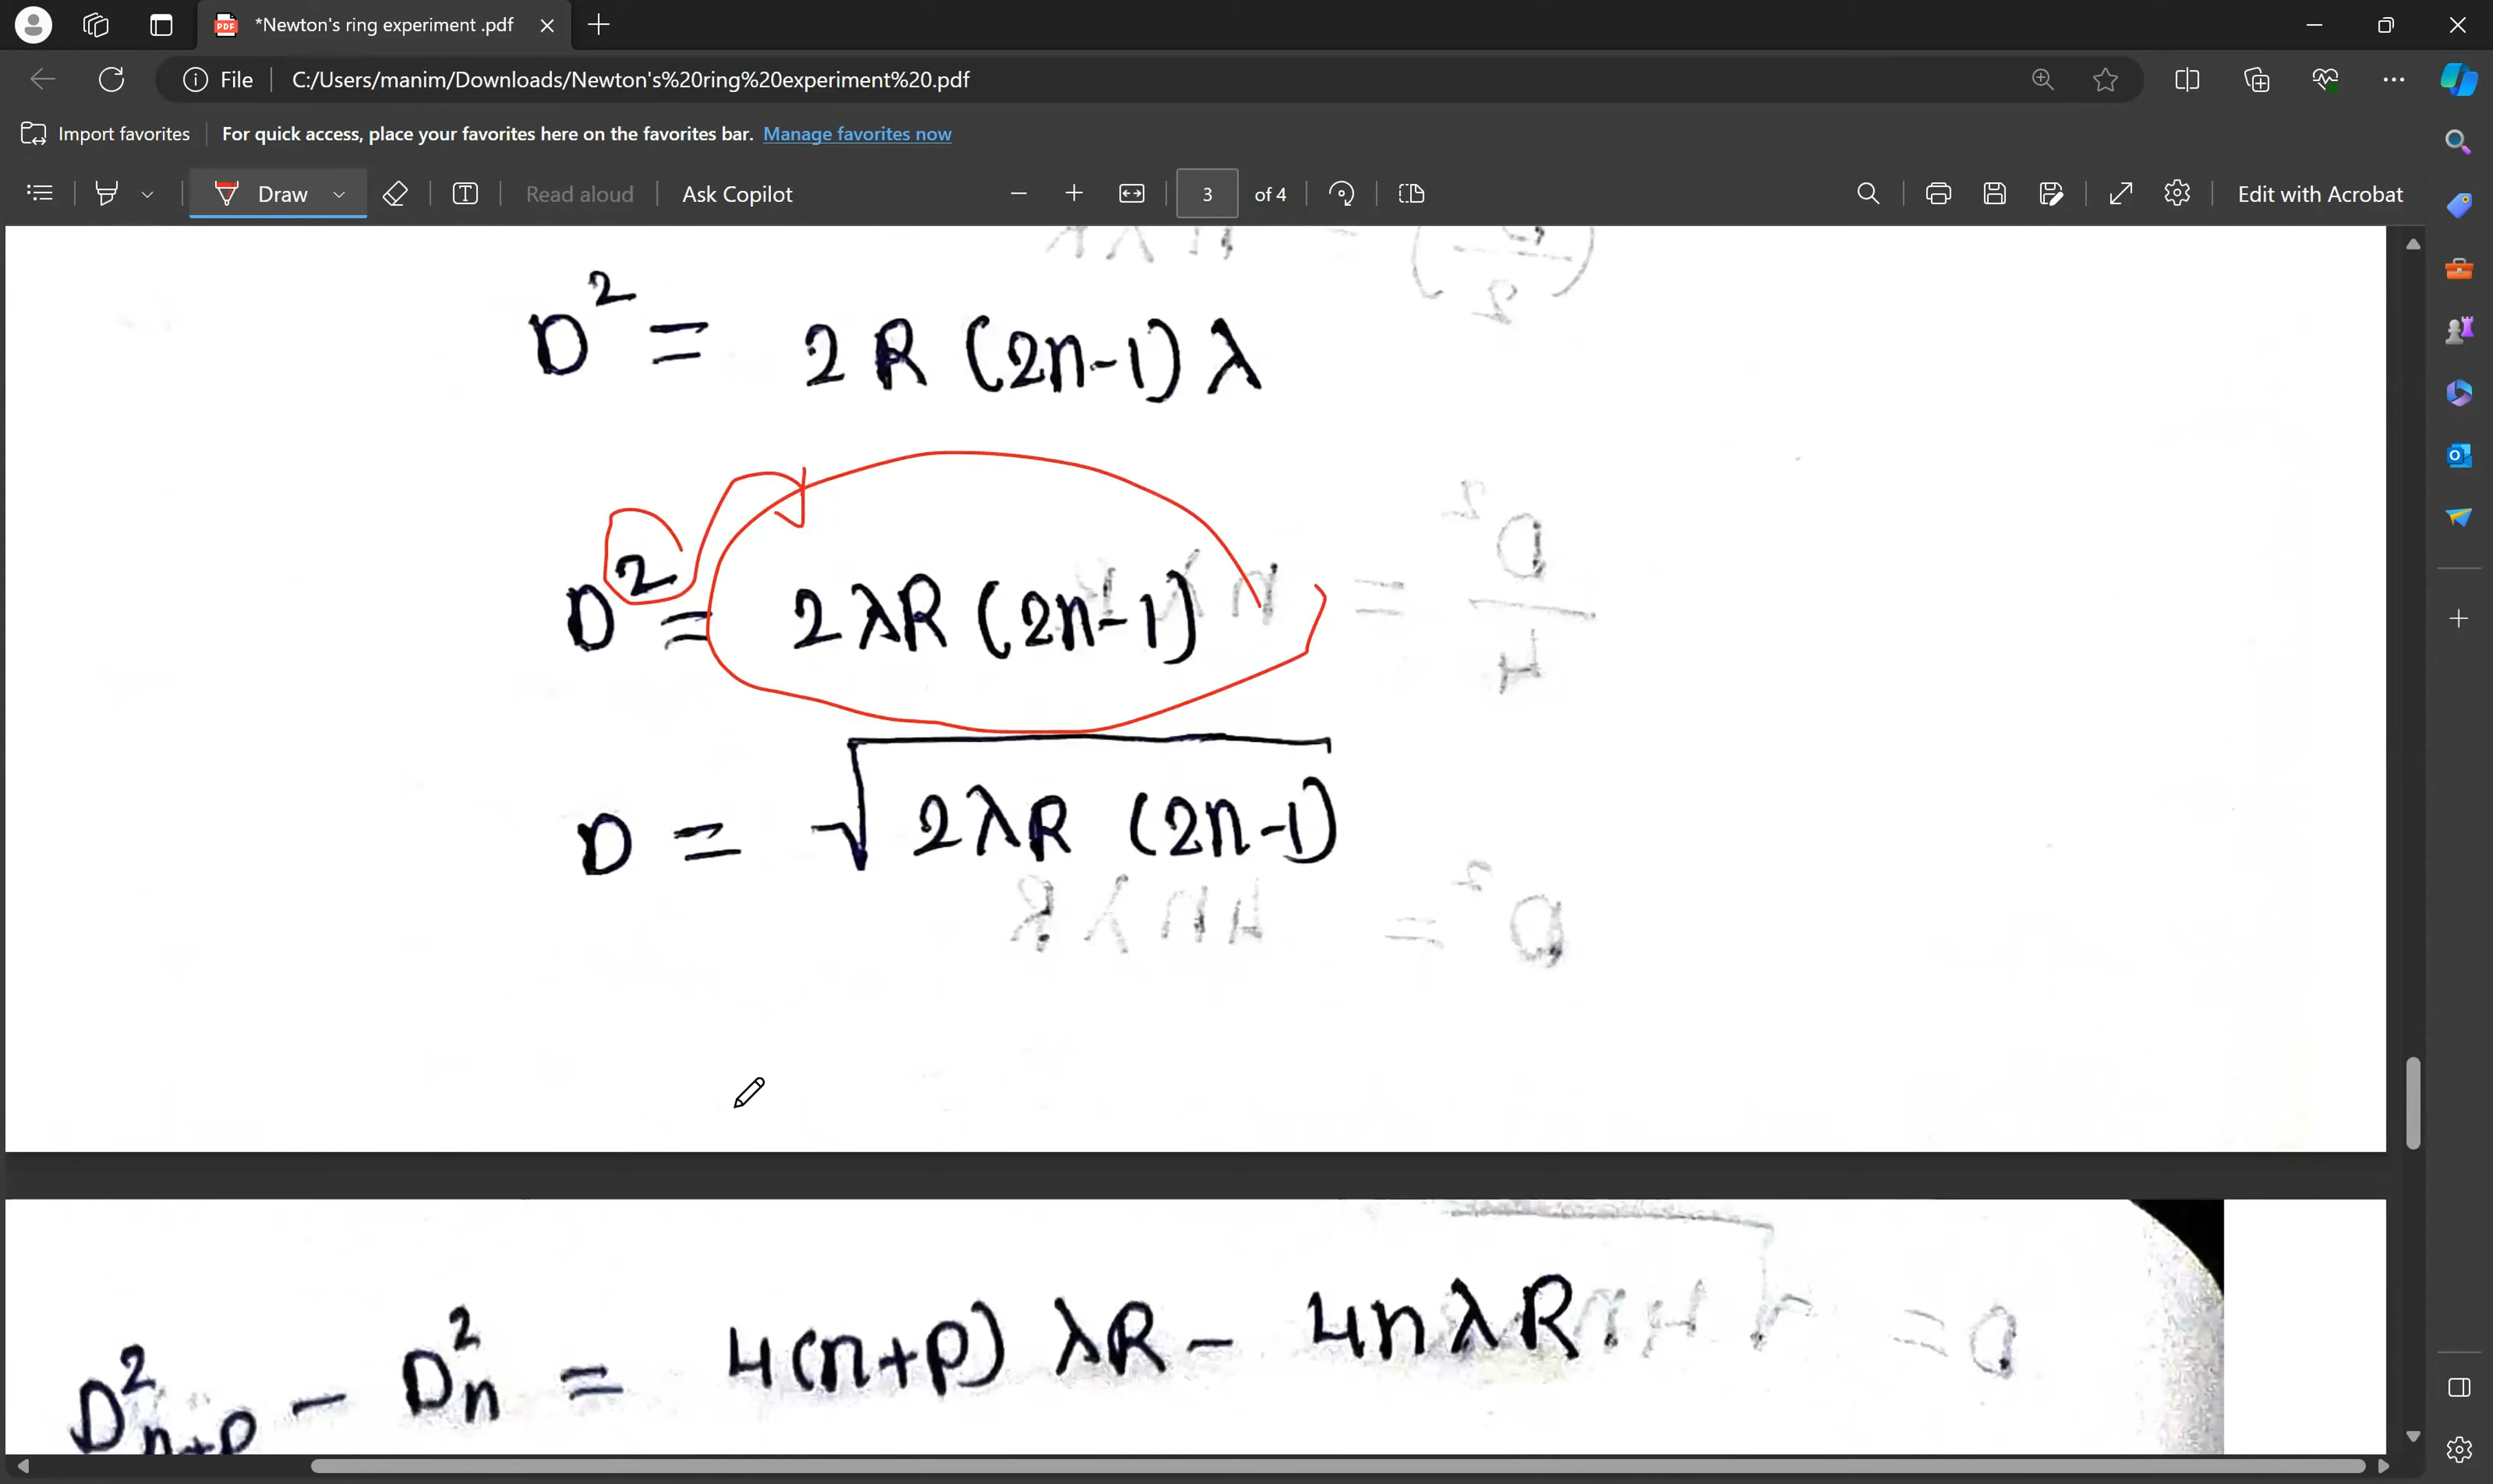 *Newton's ring experiment .pdf
File C:/Users/manim/Downloads/Newton's%20ring%20experiment%20.pdf
Import favorites For quick access, place your favorites here on the favorites bar. Manage favorites now
Draw Read aloud Ask Copilot 3 of 4 Edit with Acrobat
D² = 2R (2n-1) λ
D² = 2λR (2n-1)
D = √2λR (2n-1)
D²ₙ₊ₚ - D²ₙ = 4(n+p) λR - 4nλR